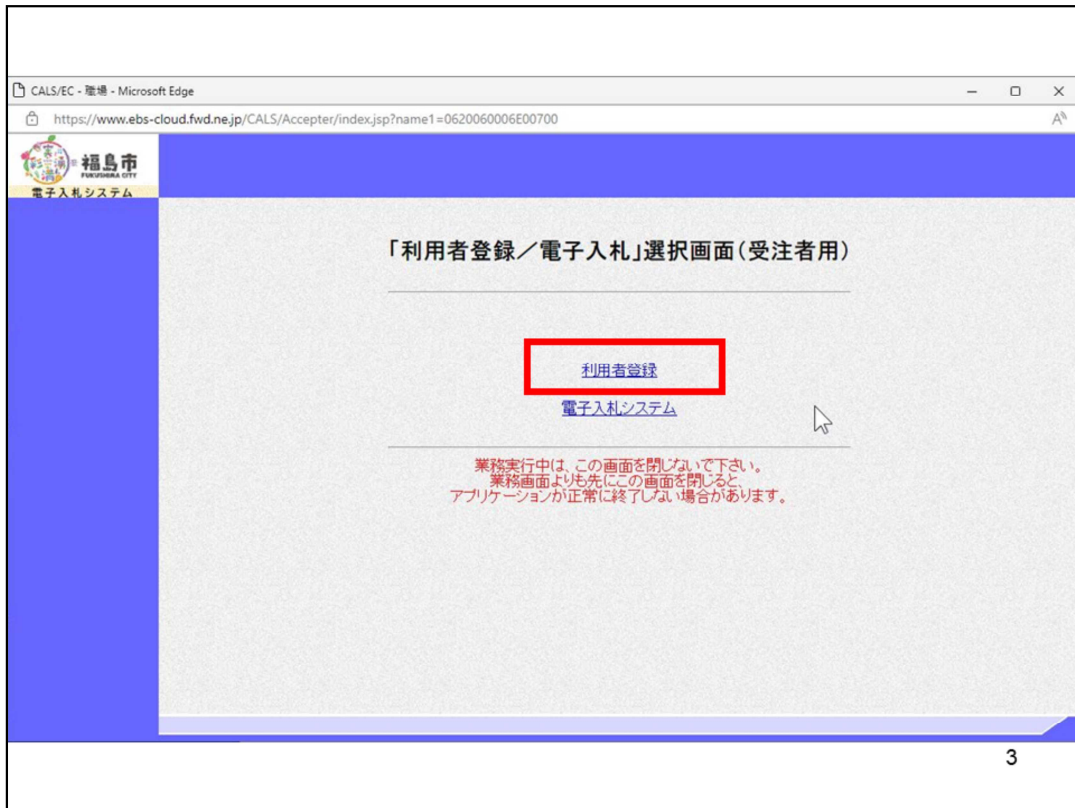 CALS/EC - 職場 - Microsoft Edge
https://www.ebs-cloud.fwd.ne.jp/CALS/Accepter/index.jsp?name1=0620060006E00700
福島市
FUKUSHIMA CITY
電子入札システム
「利用者登録／電子入札」選択画面(受注者用)
利用者登録
電子入札システム
業務実行中は、この画面を閉じないで下さい。
業務画面よりも先にこの画面を閉じると、
アプリケーションが正常に終了しない場合があります。
3